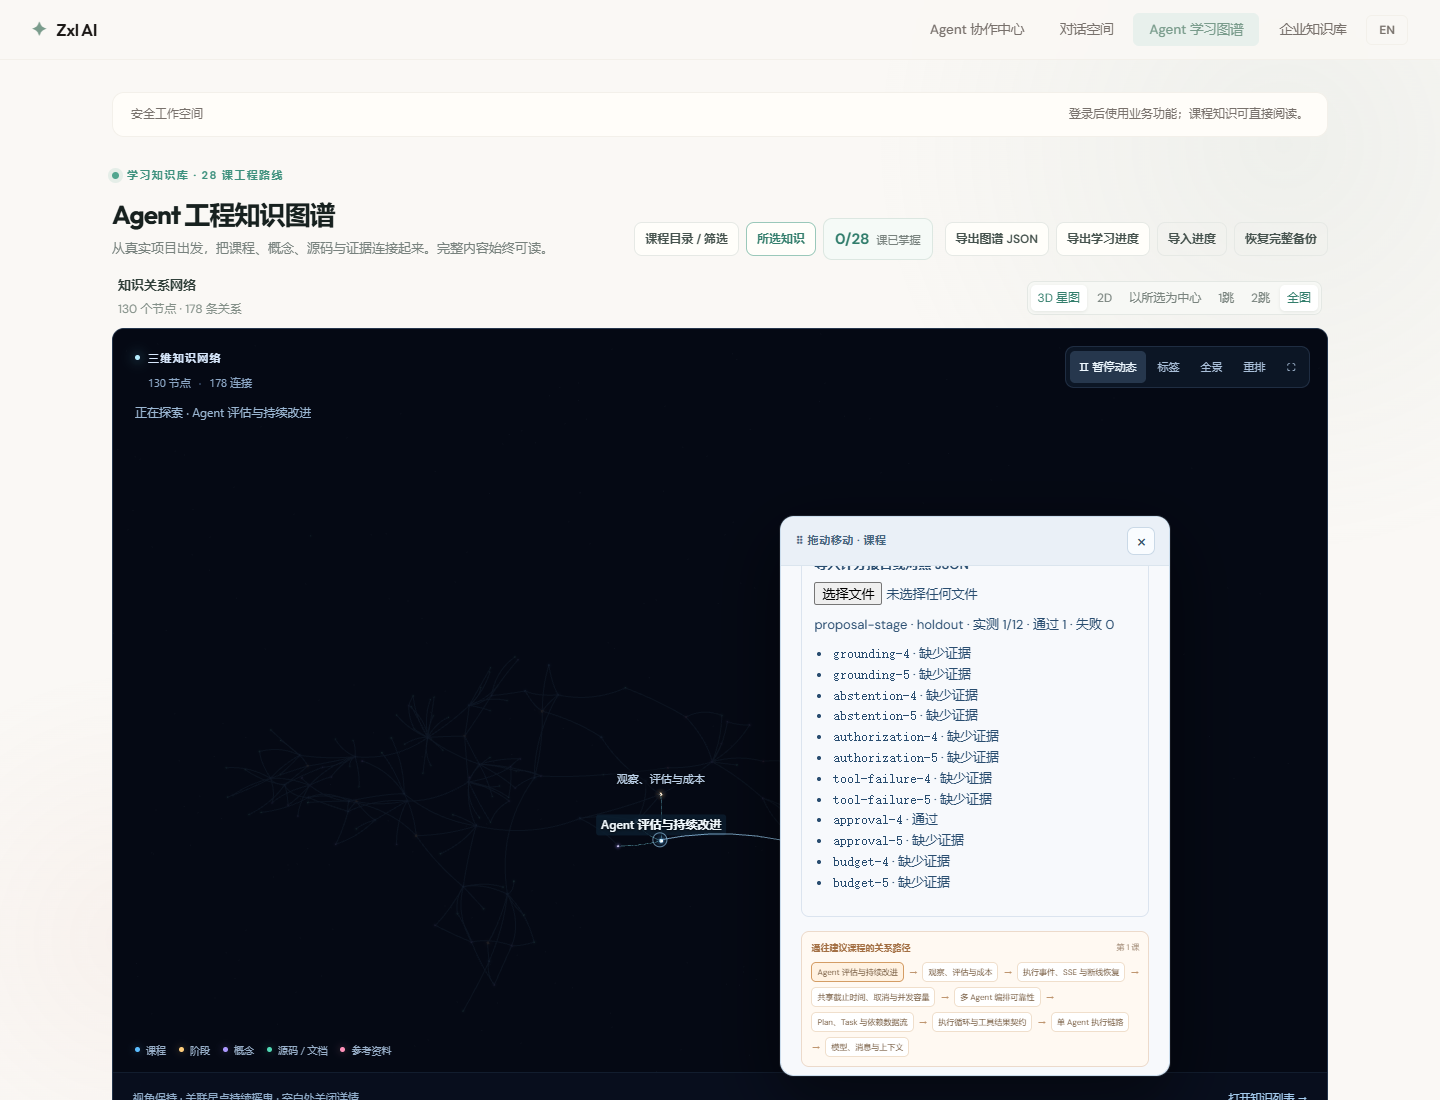 Zxl AI
Agent 协作中心
对话空间
Agent 学习图谱
企业知识库
EN
安全工作空间
登录后使用业务功能；课程知识可直接阅读。
学习知识库 · 28 课工程路线
Agent 工程知识图谱
从真实项目出发，把课程、概念、源码与证据连接起来。完整内容始终可读。
课程目录 / 筛选
所选知识
0/28 课已掌握
导出图谱 JSON
导出学习进度
导入进度
恢复完整备份
知识关系网络
130 个节点 · 178 条关系
3D 星图
2D
以所选为中心
1跳
2跳
全图
三维知识网络
130 节点 · 178 连接
正在探索 · Agent 评估与持续改进
暂停动态
标签
全景
重排
拖动移动 · 课程
×
选择文件 未选择任何文件
proposal-stage · holdout · 实测 1/12 · 通过 1 · 失败 0
• grounding-4 · 缺少证据
• grounding-5 · 缺少证据
• abstention-4 · 缺少证据
• abstention-5 · 缺少证据
• authorization-4 · 缺少证据
• authorization-5 · 缺少证据
• tool-failure-4 · 缺少证据
• tool-failure-5 · 缺少证据
• approval-4 · 通过
• approval-5 · 缺少证据
• budget-4 · 缺少证据
• budget-5 · 缺少证据
观察、评估与成本
Agent 评估与持续改进
通往建议课程的关系路径
第 1 课
Agent 评估与持续改进 → 观察、评估与成本 → 执行事件、SSE 与断线恢复 →
共享截止时间、取消与并发容量 → 多 Agent 编排可靠性 →
Plan、Task 与依赖数据流 → 执行循环与工具结果契约 → 单 Agent 执行链路
→ 模型、消息与上下文
课程
阶段
概念
源码 / 文档
参考资料
视角保持 · 关联星点持续摇曳 · 空白处关闭详情
打开知识列表 →